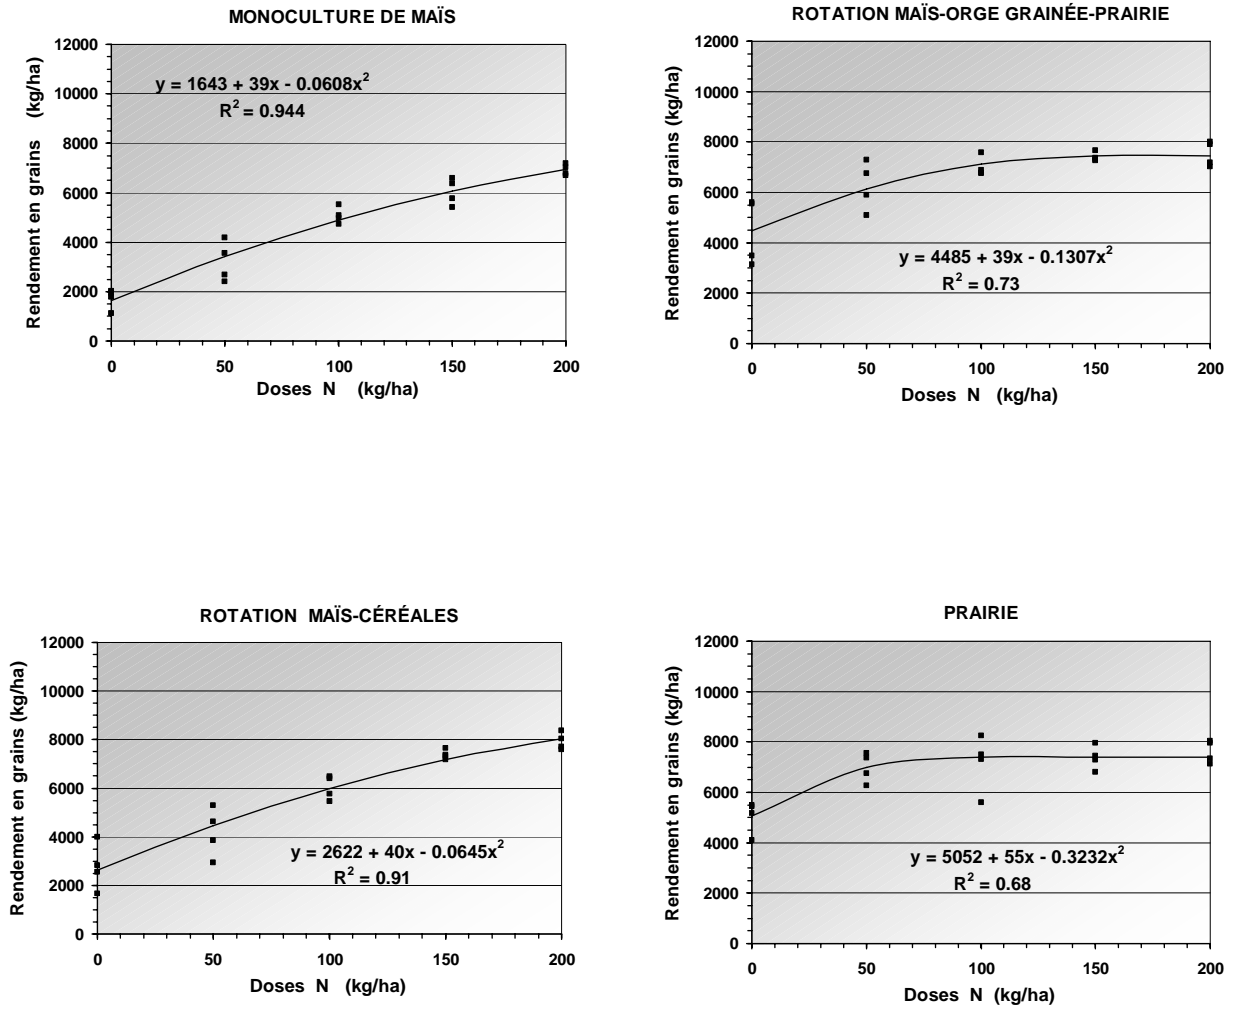 MONOCULTURE DE MAÏS
Rendement en grains (kg/ha)
12000
10000
8000
6000
4000
2000
0
y = 1643 + 39x - 0.0608x²
R² = 0.944
0 50 100 150 200
Doses N (kg/ha)
ROTATION MAÏS-ORGE GRAINÉE-PRAIRIE
Rendement en grains (kg/ha)
12000
10000
8000
6000
4000
2000
0
y = 4485 + 39x - 0.1307x²
R² = 0.73
0 50 100 150 200
Doses N (kg/ha)
ROTATION MAÏS-CÉRÉALES
Rendement en grains (kg/ha)
12000
10000
8000
6000
4000
2000
0
y = 2622 + 40x - 0.0645x²
R² = 0.91
0 50 100 150 200
Doses N (kg/ha)
PRAIRIE
Rendement en grains (kg/ha)
12000
10000
8000
6000
4000
2000
0
y = 5052 + 55x - 0.3232x²
R² = 0.68
0 50 100 150 200
Doses N (kg/ha)